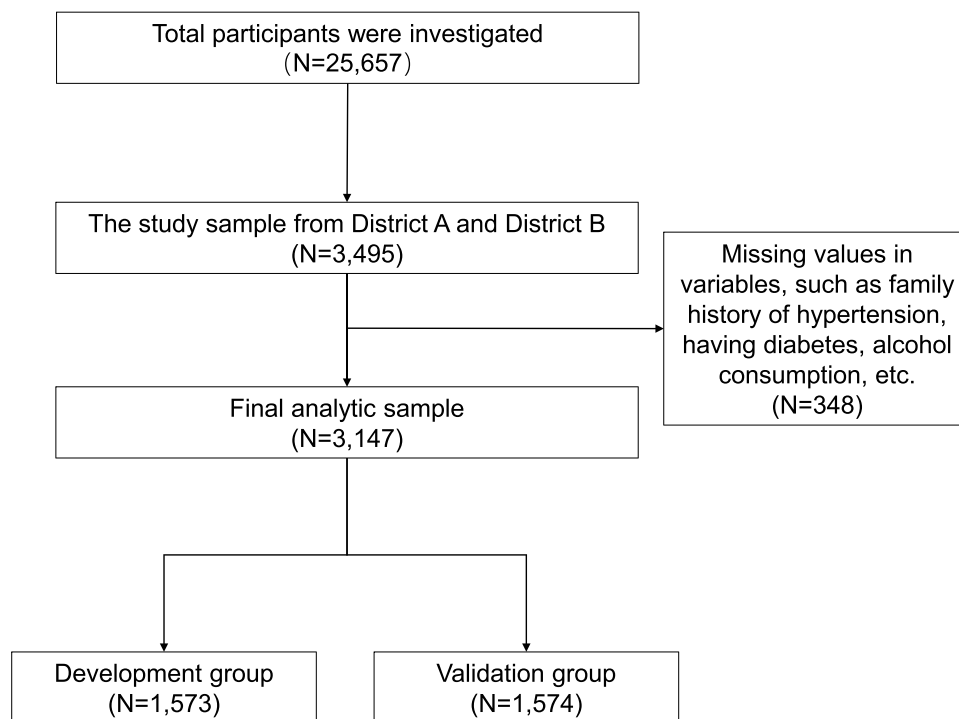 Total participants were investigated
（N=25,657）
The study sample from District A and District B
(N=3,495)
Missing values in
variables, such as family
history of hypertension,
having diabetes, alcohol
consumption, etc.
(N=348)
Final analytic sample
(N=3,147)
Development group
(N=1,573)
Validation group
(N=1,574)